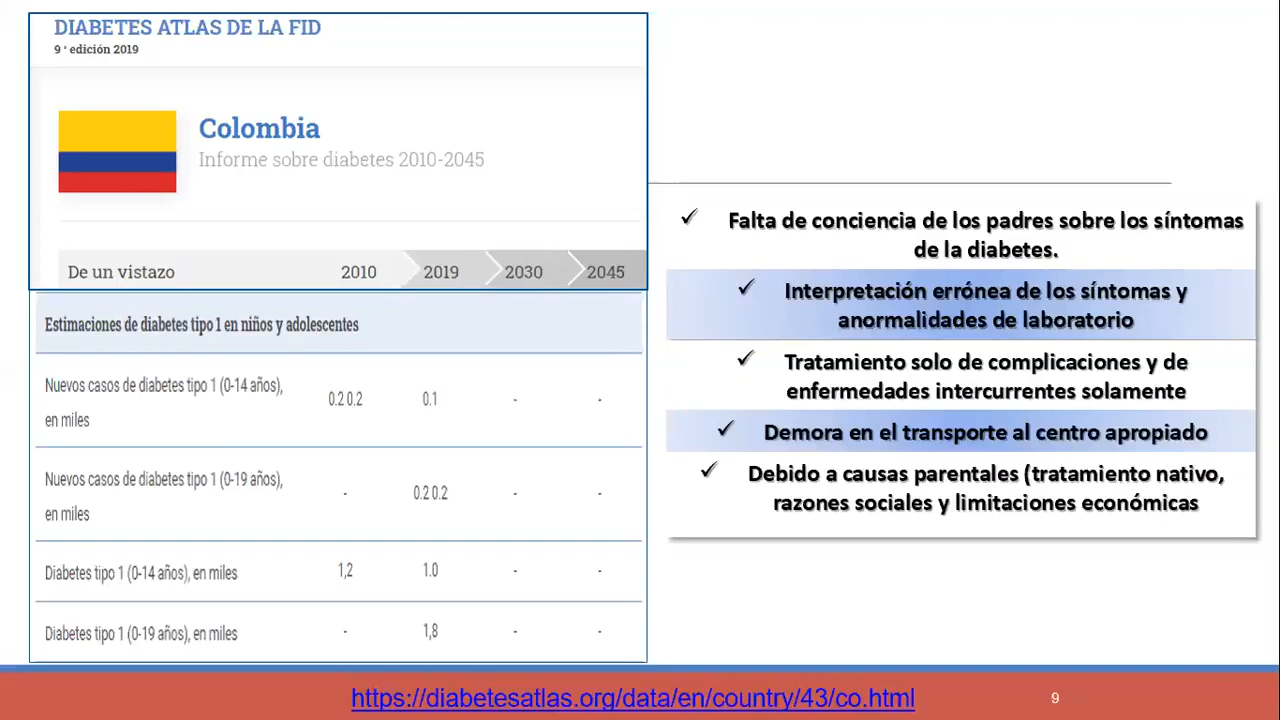 DIABETES ATLAS DE LA FID
9 ª edición 2019
Colombia
Informe sobre diabetes 2010-2045
De un vistazo 2010 2019 2030 2045
Estimaciones de diabetes tipo 1 en niños y adolescentes
Nuevos casos de diabetes tipo 1 (0-14 años),
en miles 0.2 0.2 0.1 - -
Nuevos casos de diabetes tipo 1 (0-19 años),
en miles - 0.2 0.2 - -
Diabetes tipo 1 (0-14 años), en miles 1,2 1.0 - -
Diabetes tipo 1 (0-19 años), en miles - 1,8 - -
✓ Falta de conciencia de los padres sobre los síntomas
de la diabetes.
✓ Interpretación errónea de los síntomas y
anormalidades de laboratorio
✓ Tratamiento solo de complicaciones y de
enfermedades intercurrentes solamente
✓ Demora en el transporte al centro apropiado
✓ Debido a causas parentales (tratamiento nativo,
razones sociales y limitaciones económicas
https://diabetesatlas.org/data/en/country/43/co.html
9